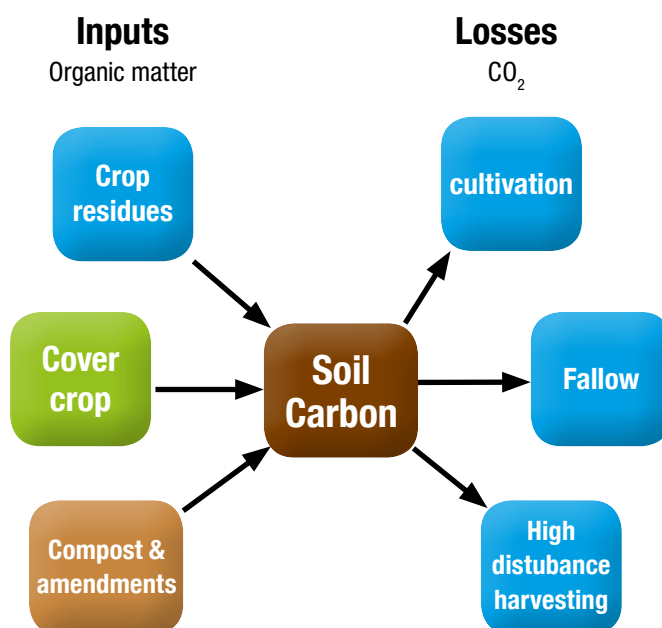 Inputs
Organic matter
Losses
CO₂
Crop
residues
cultivation
Cover
crop
Soil
Carbon
Fallow
Compost &
amendments
High
distubance
harvesting